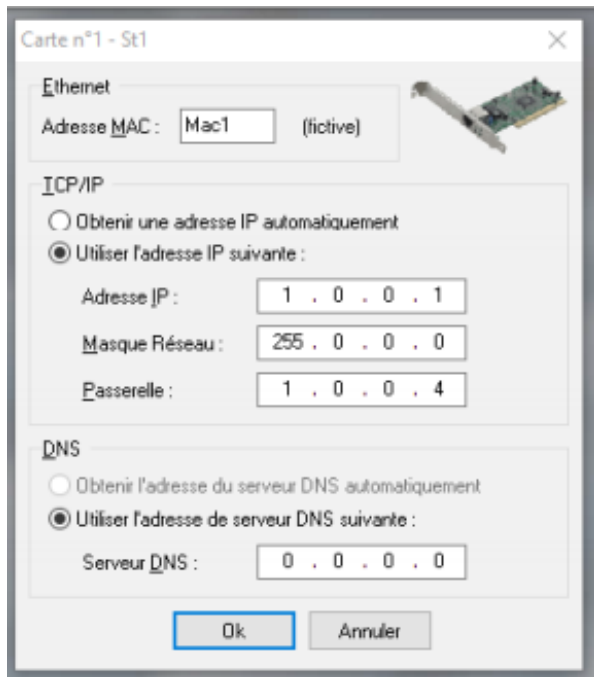 Carte n°1 - St1
Ethernet
Adresse MAC : Mac1 (fictive)
TCP/IP
Obtenir une adresse IP automatiquement
Utiliser l'adresse IP suivante :
Adresse IP : 1 . 0 . 0 . 1
Masque Réseau : 255 . 0 . 0 . 0
Passerelle : 1 . 0 . 0 . 4
DNS
Obtenir l'adresse du serveur DNS automatiquement
Utiliser l'adresse de serveur DNS suivante :
Serveur DNS : 0 . 0 . 0 . 0
Ok Annuler